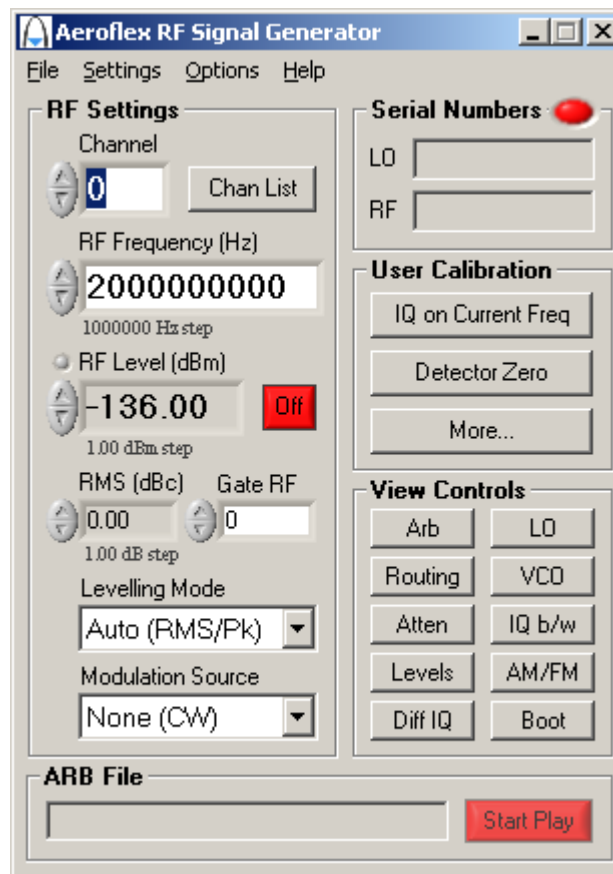 Aeroflex RF Signal Generator
File Settings Options Help
RF Settings
Channel
0
Chan List
RF Frequency (Hz)
2000000000
1000000 Hz step
RF Level (dBm)
-136.00
Off
1.00 dBm step
RMS (dBc)
Gate RF
0.00
0
1.00 dB step
Levelling Mode
Auto (RMS/Pk)
Modulation Source
None (CW)
Serial Numbers
LO
RF
User Calibration
IQ on Current Freq
Detector Zero
More...
View Controls
Arb
LO
Routing
VCO
Atten
IQ b/w
Levels
AM/FM
Diff IQ
Boot
ARB File
Start Play